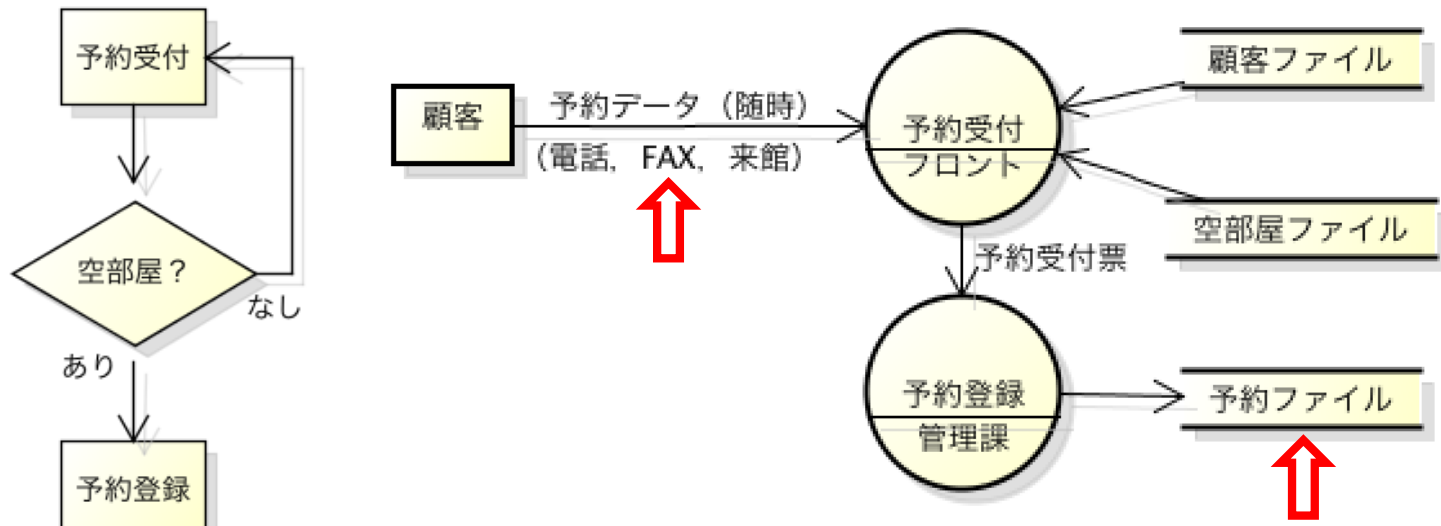 予約受付
空部屋？
なし
あり
予約登録
顧客
予約データ（随時）
（電話，FAX，来館）
予約受付
フロント
顧客ファイル
空部屋ファイル
予約受付票
予約登録
管理課
予約ファイル